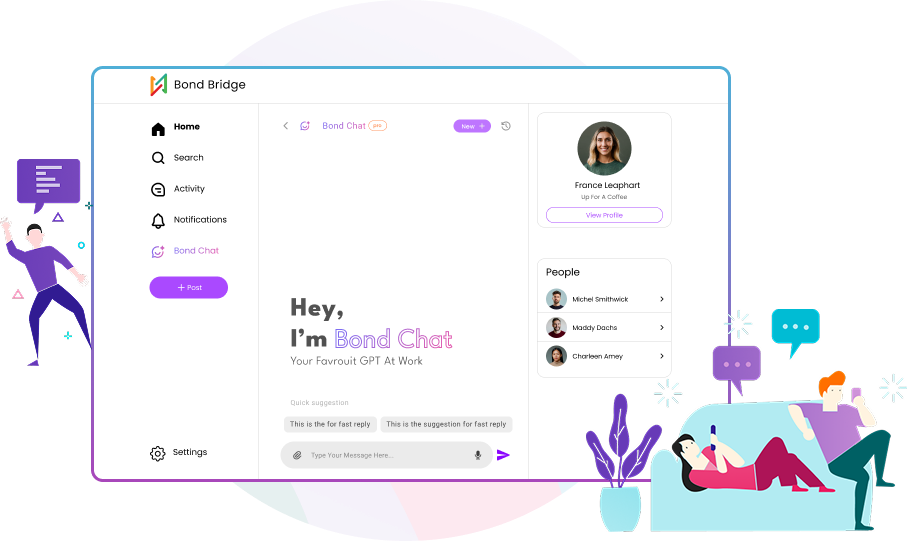 Bond Bridge
Home
Search
Activity
Notifications
Bond Chat
+ Post
Settings
Bond Chat
New +
Hey,
I'm Bond Chat
Your Favrouit GPT At Work
Quick suggestion
This is the for fast reply
This is the suggestion for fast reply
Type Your Message Here...
France Leaphart
Up For A Coffee
View Profile
People
Michel Smithwick
Maddy Dachs
Charleen Amey